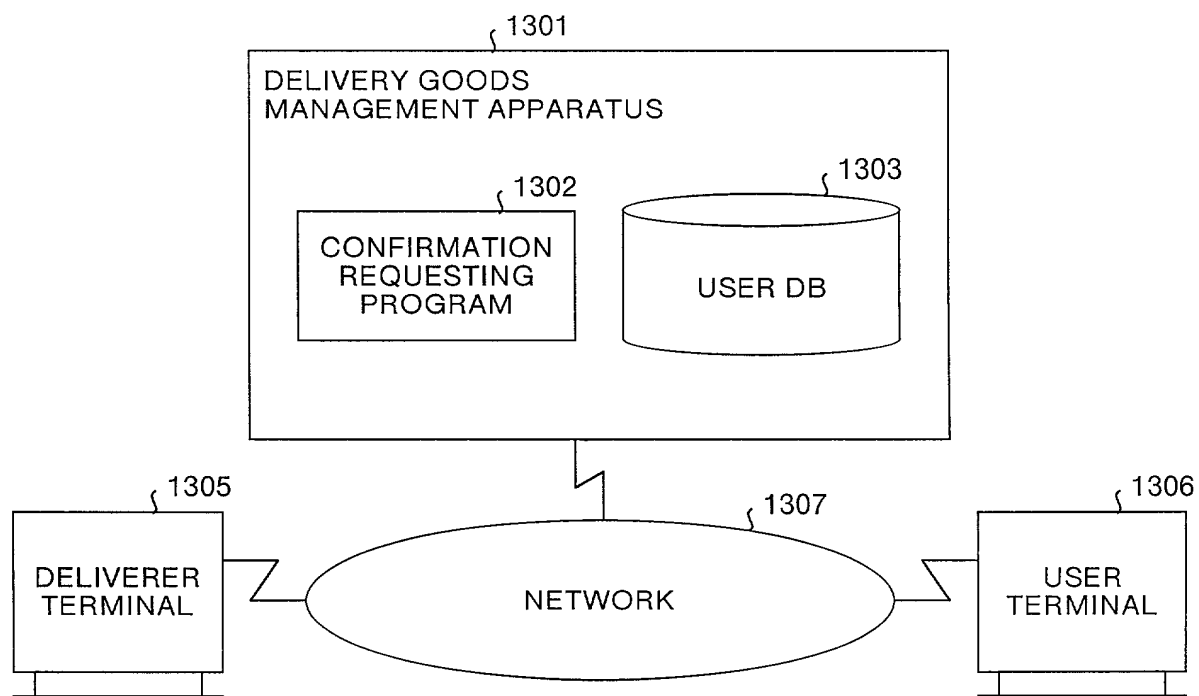 1301
DELIVERY GOODS
MANAGEMENT APPARATUS
1302
1303
CONFIRMATION
REQUESTING
PROGRAM
USER DB
1305
1307
1306
DELIVERER
TERMINAL
NETWORK
USER
TERMINAL